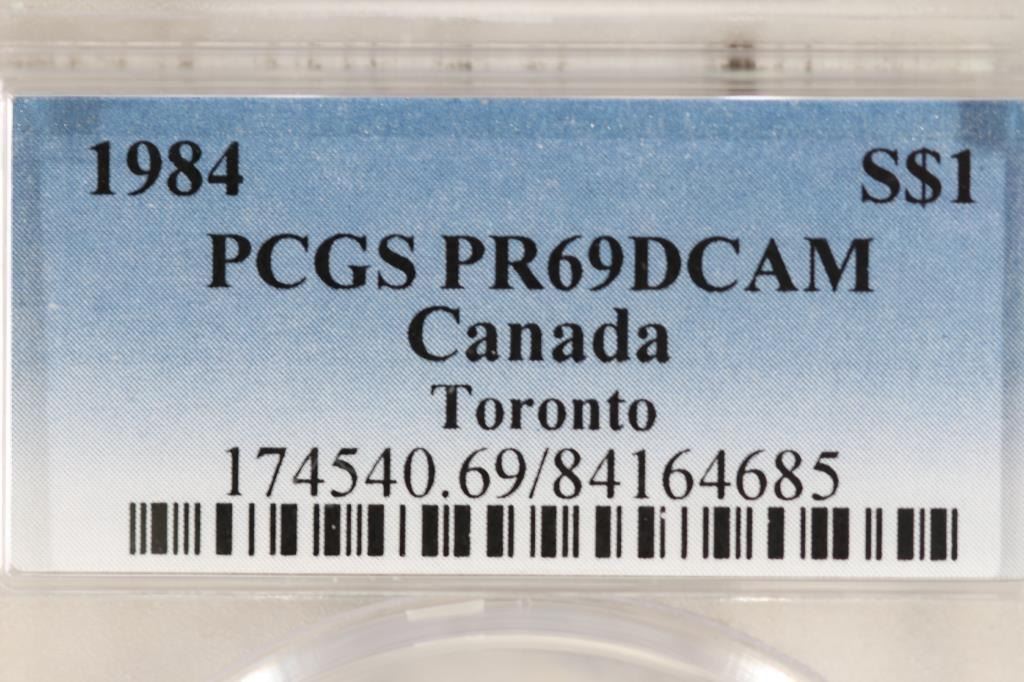 1984 S$1
PCGS PR69DCAM
Canada
Toronto
174540.69/84164685